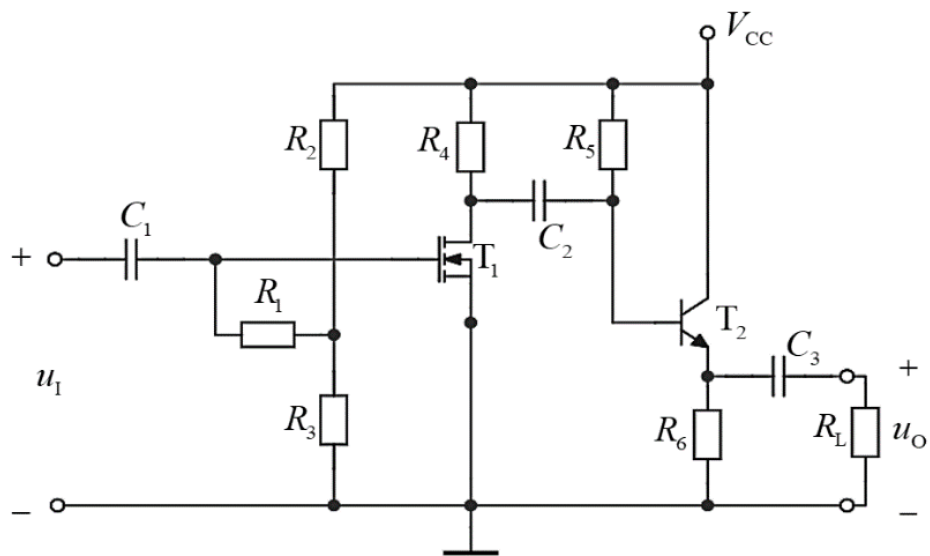 V_CC
R_2
R_4
R_5
C_1
C_2
+
T_1
R_1
T_2
C_3
+
u_I
R_3
R_6
R_L
u_O
−
−